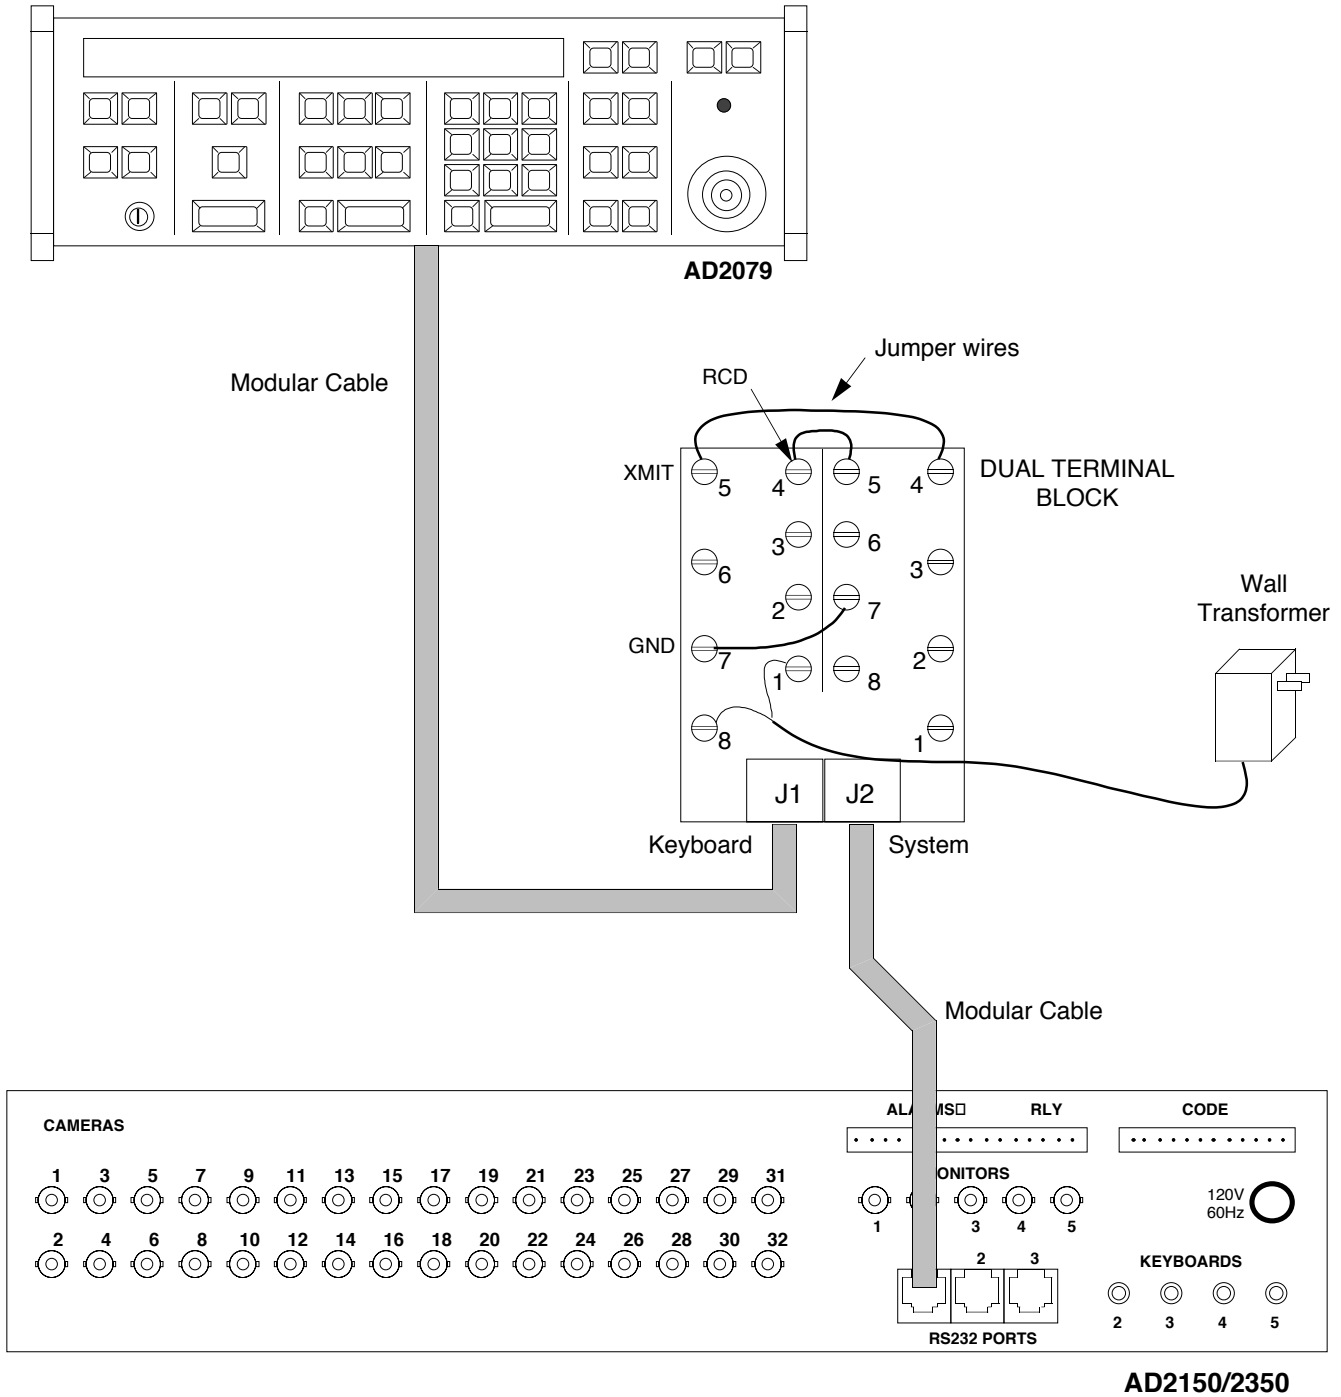 AD2079
Modular Cable
Jumper wires
RCD
XMIT
5
4
5
4
DUAL TERMINAL
BLOCK
3
6
6
3
2
7
GND
7
2
1
8
8
1
Wall
Transformer
J1
J2
Keyboard
System
Modular Cable
CAMERAS
1 3 5 7 9 11 13 15 17 19 21 23 25 27 29 31
2 4 6 8 10 12 14 16 18 20 22 24 26 28 30 32
RLY
CODE
1 3 4 5
120V
60Hz
2 3
RS232 PORTS
KEYBOARDS
2 3 4 5
AD2150/2350